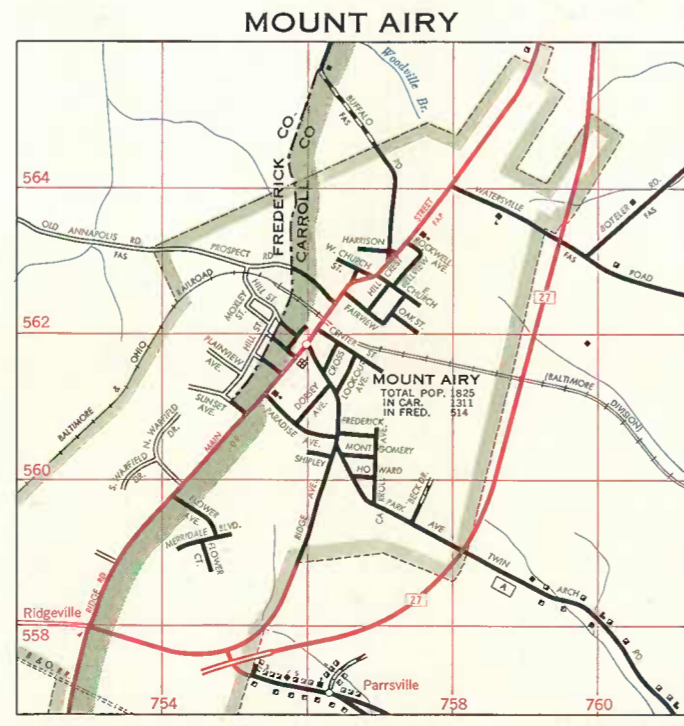 MOUNT AIRY
Woodville Br.
BUFFALO
FAS
RD
FREDERICK CO.
CARROLL CO
564
STREET
FAP
WATERSVILLE
FAS
ROAD
BOTELER RD.
FAS
OLD ANNAPOLIS RD.
FAS
PROSPECT RD
HARRISON
W. CHURCH
ST.
ROCKWELL
AVE.
HILLCREST
HILLVIEW
E.
CHURCH
OAK ST.
FAIRVIEW
RAILROAD
MOXLEY
ST.
HILL ST.
HILL ST.
27
562
PLAINVIEW
AVE.
CENTER ST
CROSS
LOOKOUT
AVE.
(BALTIMORE
DIVISION)
MOUNT AIRY
TOTAL POP. 1825
IN CAR. 1311
IN FRED. 514
BALTIMORE & OHIO
SUNSET
AVE.
DORSEY
AVE.
PARADISE
AVE.
MAIN
N. WARFIELD
DR.
S. WARFIELD
DR.
FREDERICK
AVE.
MONTGOMERY
SHIPLEY
HOWARD
560
CARROLL
BECK DR.
PARK AVE
RIDGE AVE.
FLOWER
AVE.
MERRIDALE BLVD.
FLOWER
CT.
TWIN ARCH RD
A
RIDGE RD
27
Ridgeville
558
B & O RR.
Parrsville
754
758
760